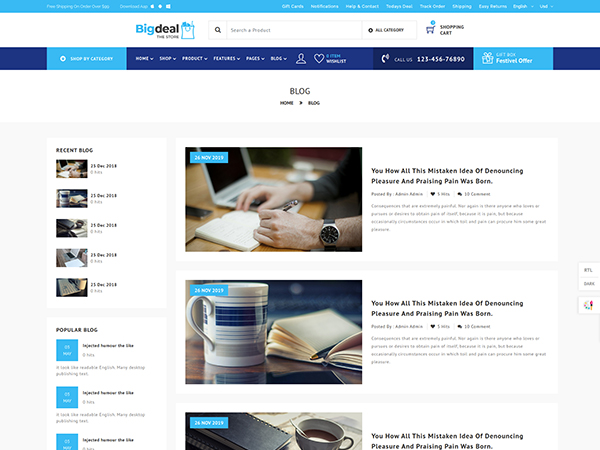 Free Shipping On Order Over $99
Download App
Gift Cards
Notifications
Help & Contact
Todays Deal
Track Order
Shipping
Easy Returns
English
Usd
Bigdeal
THE STORE
Search a Product
ALL CATEGORY
0
SHOPPING
CART
SHOP BY CATEGORY
HOME
SHOP
PRODUCT
FEATURES
PAGES
BLOG
0 ITEM
WISHLIST
CALL US
123-456-76890
GIFT BOX
Festivel Offer
BLOG
HOME
BLOG
RECENT BLOG
25 Dec 2018
0 hits
25 Dec 2018
0 hits
25 Dec 2018
0 hits
25 Dec 2018
0 hits
25 Dec 2018
0 hits
POPULAR BLOG
03
MAY
Injected humour the like
0 hits
It look like readable English. Many desktop
publishing text.
03
MAY
Injected humour the like
0 hits
It look like readable English. Many desktop
publishing text.
03
MAY
Injected humour the like
0 hits
26 NOV 2019
You How All This Mistaken Idea Of Denouncing
Pleasure And Praising Pain Was Born.
Posted By : Admin Admin
5 Hits
10 Comment
Consequences that are extremely painful. Nor again is there anyone who loves or
pursues or desires to obtain pain of itself, because it is pain, but because
occasionally circumstances occur in which toil and pain can procure him some great
pleasure.
26 NOV 2019
You How All This Mistaken Idea Of Denouncing
Pleasure And Praising Pain Was Born.
Posted By : Admin Admin
5 Hits
10 Comment
Consequences that are extremely painful. Nor again is there anyone who loves or
pursues or desires to obtain pain of itself, because it is pain, but because
occasionally circumstances occur in which toil and pain can procure him some great
pleasure.
26 NOV 2019
You How All This Mistaken Idea Of Denouncing
Pleasure And Praising Pain Was Born.
RTL
DARK